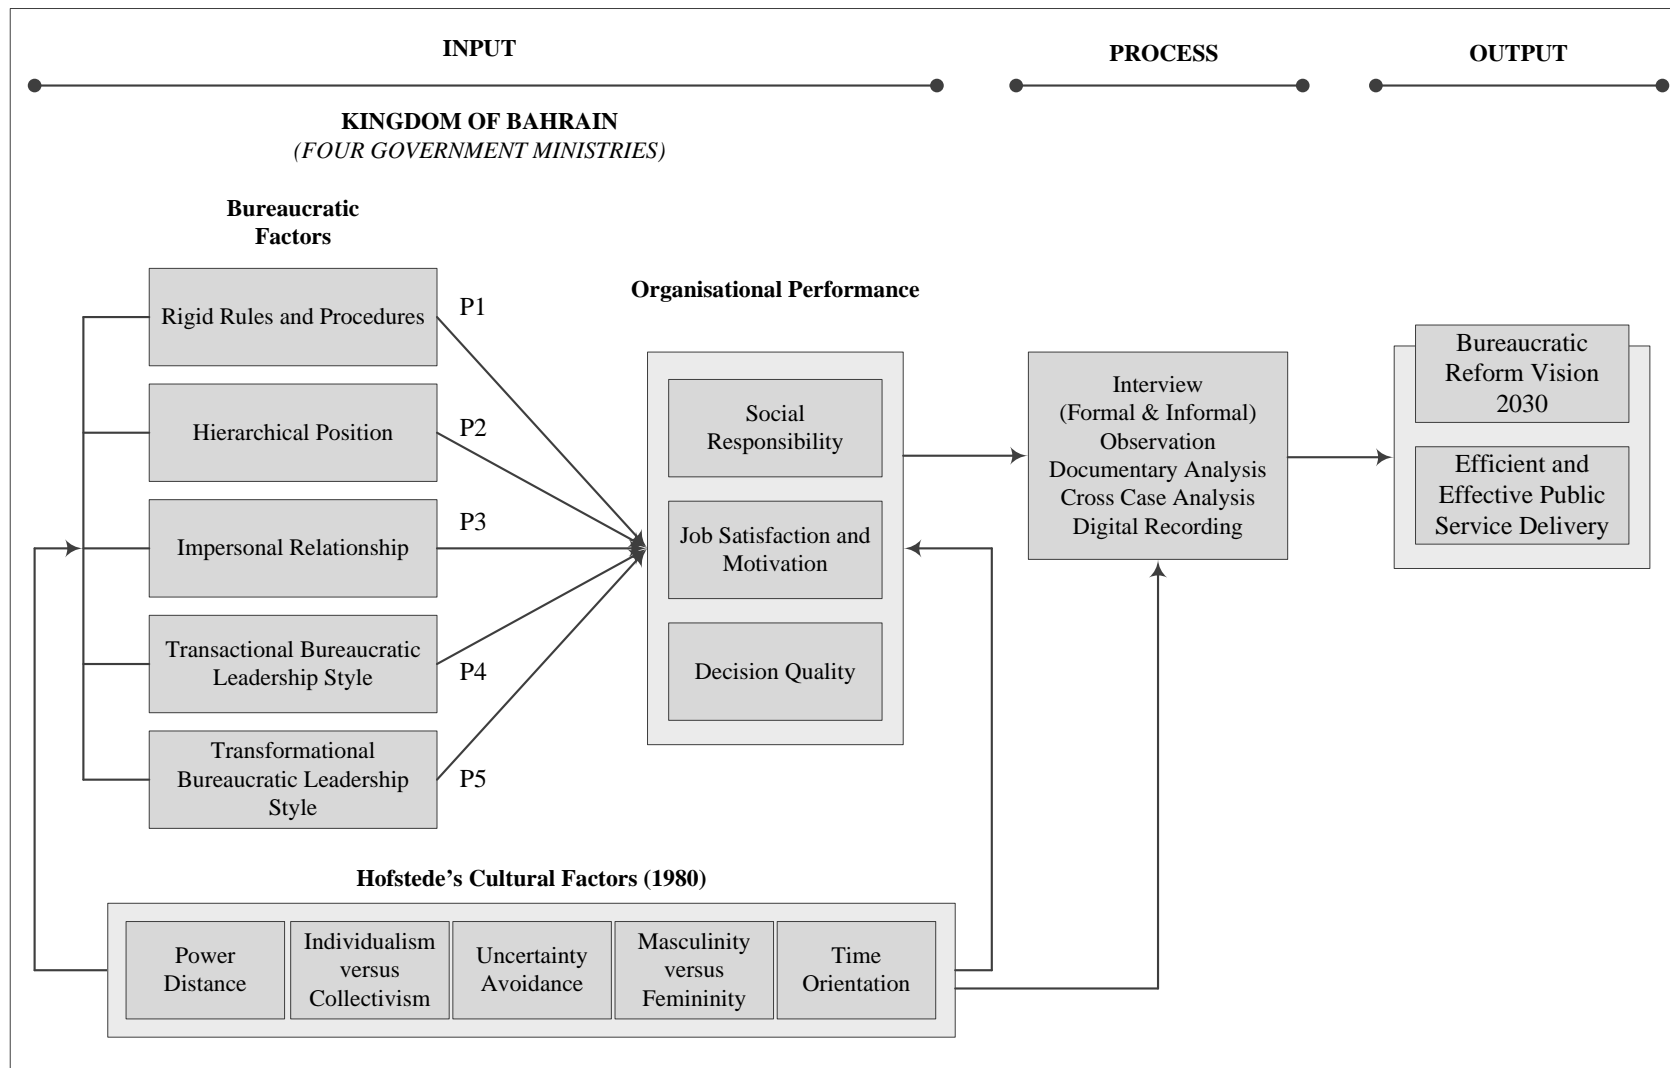 INPUT
PROCESS
OUTPUT
KINGDOM OF BAHRAIN
(FOUR GOVERNMENT MINISTRIES)
Bureaucratic
Factors
Rigid Rules and Procedures
P1
Hierarchical Position
P2
Impersonal Relationship
P3
Transactional Bureaucratic
Leadership Style
P4
Transformational
Bureaucratic Leadership
Style
P5
Organisational Performance
Social
Responsibility
Job Satisfaction and
Motivation
Decision Quality
Interview
(Formal & Informal)
Observation
Documentary Analysis
Cross Case Analysis
Digital Recording
Bureaucratic
Reform Vision
2030
Efficient and
Effective Public
Service Delivery
Hofstede's Cultural Factors (1980)
Power
Distance
Individualism
versus
Collectivism
Uncertainty
Avoidance
Masculinity
versus
Femininity
Time
Orientation